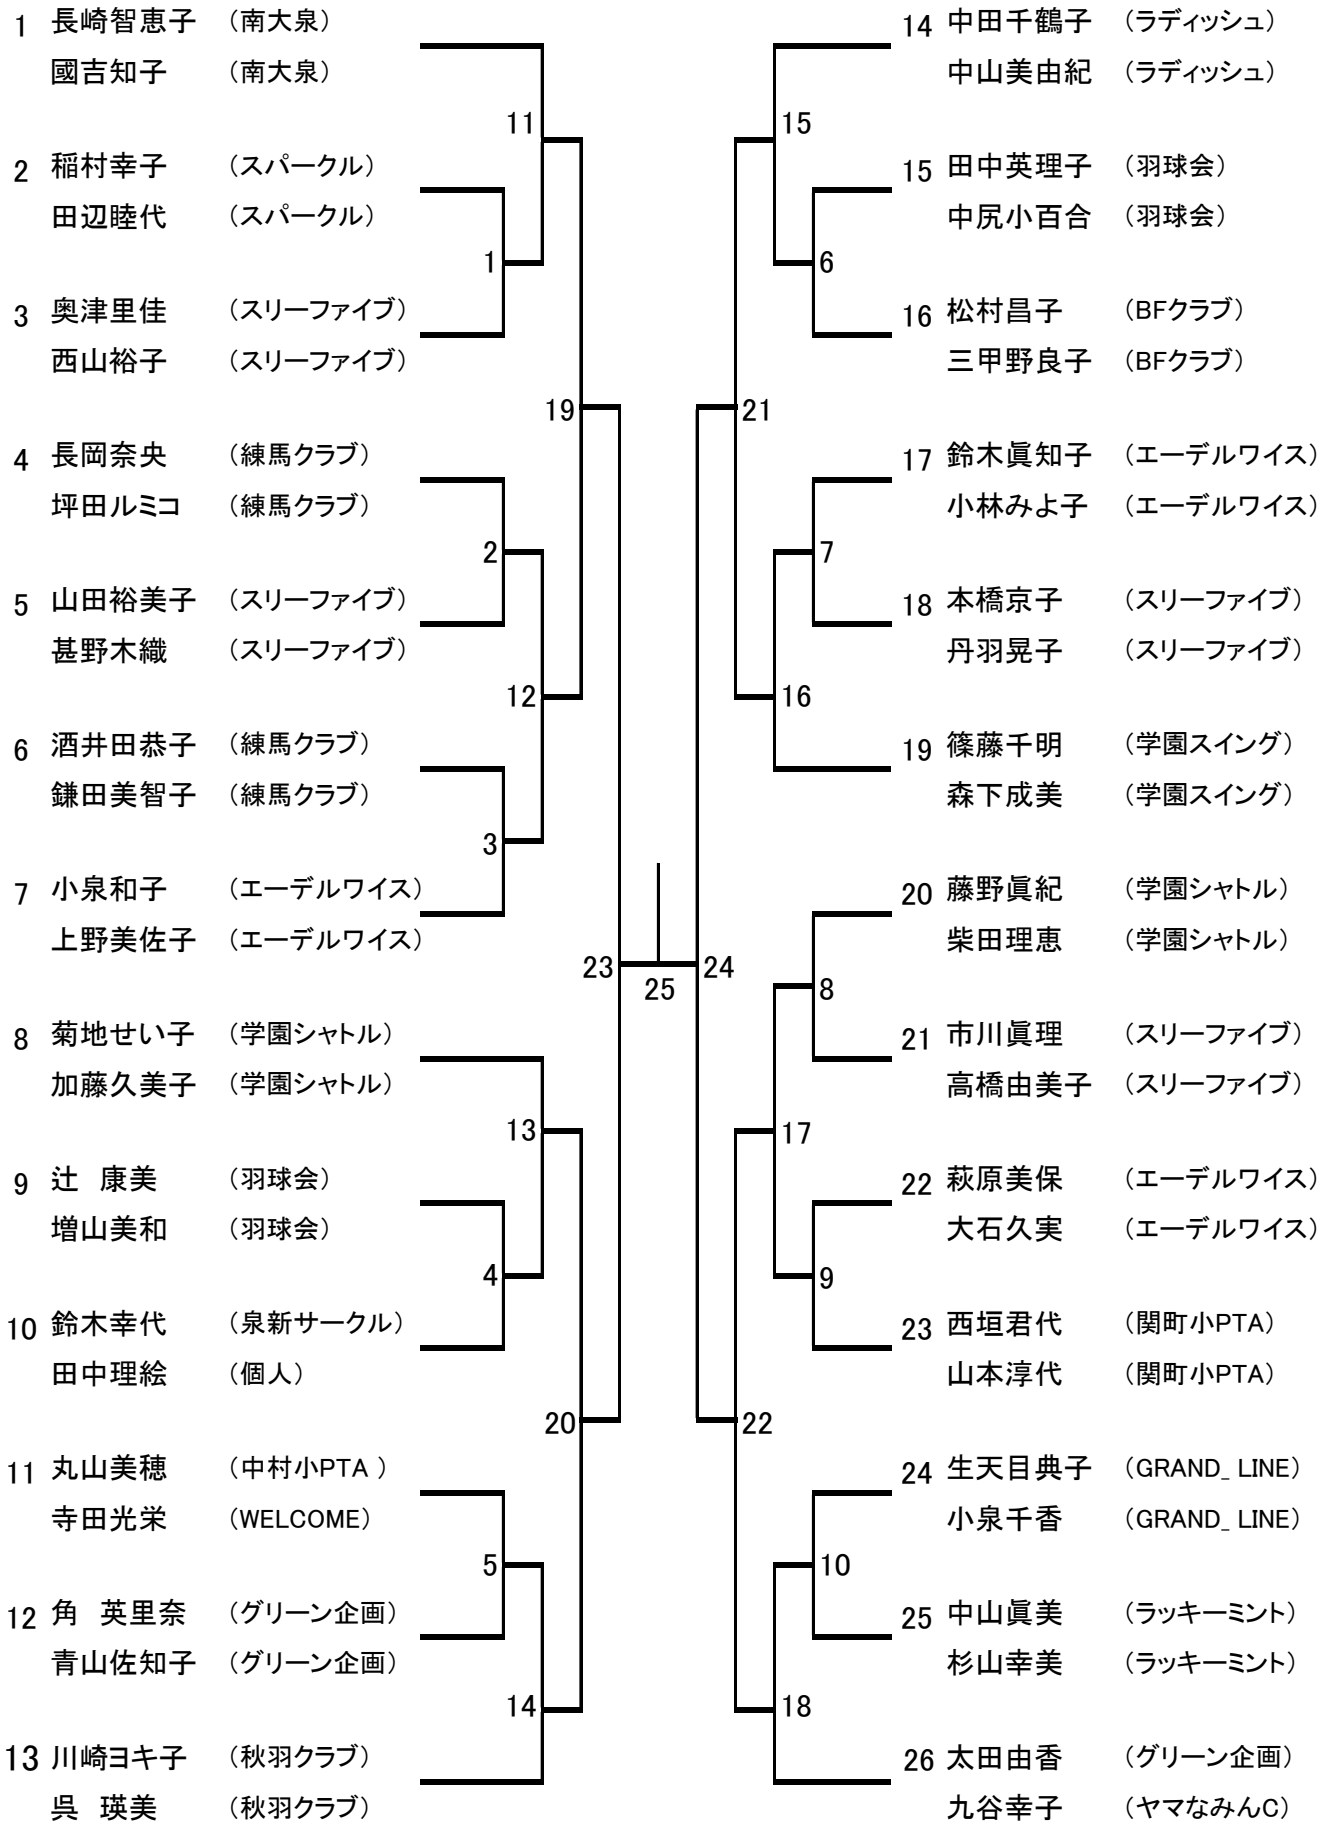 1 長崎智恵子 （南大泉）
國吉知子 （南大泉）
11
2 稲村幸子 （スパークル）
田辺睦代 （スパークル）
1
3 奥津里佳 （スリーファイブ）
西山裕子 （スリーファイブ）
19
4 長岡奈央 （練馬クラブ）
坪田ルミコ （練馬クラブ）
2
5 山田裕美子 （スリーファイブ）
甚野木織 （スリーファイブ）
12
6 酒井田恭子 （練馬クラブ）
鎌田美智子 （練馬クラブ）
3
7 小泉和子 （エーデルワイス）
上野美佐子 （エーデルワイス）
23
25
24
8 菊地せい子 （学園シャトル）
加藤久美子 （学園シャトル）
13
9 辻　康美 （羽球会）
増山美和 （羽球会）
4
10 鈴木幸代 （泉新サークル）
田中理絵 （個人）
20
11 丸山美穂 （中村小PTA ）
寺田光栄 （WELCOME）
5
12 角　英里奈 （グリーン企画）
青山佐知子 （グリーン企画）
14
13 川崎ヨキ子 （秋羽クラブ）
呉　瑛美 （秋羽クラブ）
14 中田千鶴子 （ラディッシュ）
中山美由紀 （ラディッシュ）
15
15 田中英理子 （羽球会）
中尻小百合 （羽球会）
6
16 松村昌子 （BFクラブ）
三甲野良子 （BFクラブ）
21
17 鈴木眞知子 （エーデルワイス）
小林みよ子 （エーデルワイス）
7
18 本橋京子 （スリーファイブ）
丹羽晃子 （スリーファイブ）
16
19 篠藤千明 （学園スイング）
森下成美 （学園スイング）
20 藤野眞紀 （学園シャトル）
柴田理恵 （学園シャトル）
8
21 市川眞理 （スリーファイブ）
高橋由美子 （スリーファイブ）
17
22 萩原美保 （エーデルワイス）
大石久実 （エーデルワイス）
9
23 西垣君代 （関町小PTA）
山本淳代 （関町小PTA）
22
24 生天目典子 （GRAND_ LINE）
小泉千香 （GRAND_ LINE）
10
25 中山眞美 （ラッキーミント）
杉山幸美 （ラッキーミント）
18
26 太田由香 （グリーン企画）
九谷幸子 （ヤマなみんC）